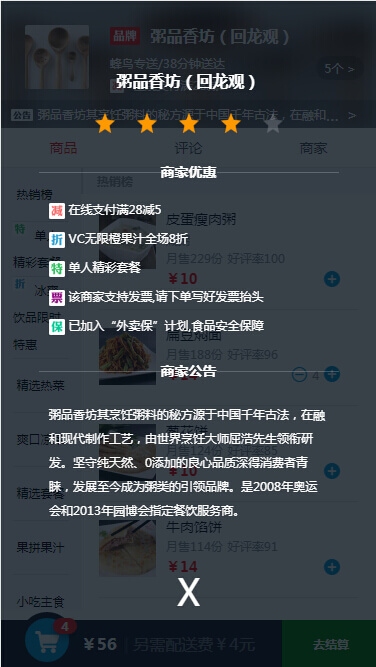 品牌 粥品香坊（回龙观）
蜂鸟专送/38分钟送达
5个 >
粥品香坊（回龙观）
公告 粥品香坊其烹饪粥料的秘方源于中国千年古法，在融和... >
商品 评论 商家
热销榜
商家优惠
热销榜
减 在线支付满28减5
皮蛋瘦肉粥
特 单人
折 VC无限橙果汁全场8折
精彩套餐
月售229份 好评率100
特 单人精彩套餐
¥10
折
票 该商家支持发票,请下单写好发票抬头
饮品限时
保 已加入“外卖保”计划,食品安全保障
扁豆焖面
特惠
月售188份 好评率96
¥14
4
商家公告
精选热菜
粥品香坊其烹饪粥料的秘方源于中国千年古法，在融
和现代制作工艺，由世界烹饪大师屈浩先生领衔研
月售124份 好评率85
发。坚守纯天然、0添加的良心品质深得消费者青
¥10
睐，发展至今成为粥类的引领品牌。是2008年奥运
精选套餐
会和2013年园博会指定餐饮服务商。
牛肉馅饼
果拼果汁
月售114份 好评率91
¥14
X
小吃主食
4
¥56
另需配送费¥4元
去结算